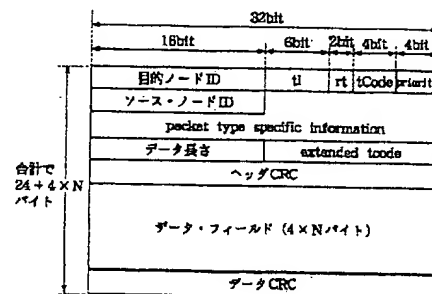 32bit
16bit 6bit 2bit 4bit 4bit
目的ノードID tl rt tCode priorit
ソース・ノードID
packet type specific information
データ長さ extended tcode
ヘッダCRC
合計で
24+4×N
バイト
データ・フィールド (4×Nバイト)
データCRC